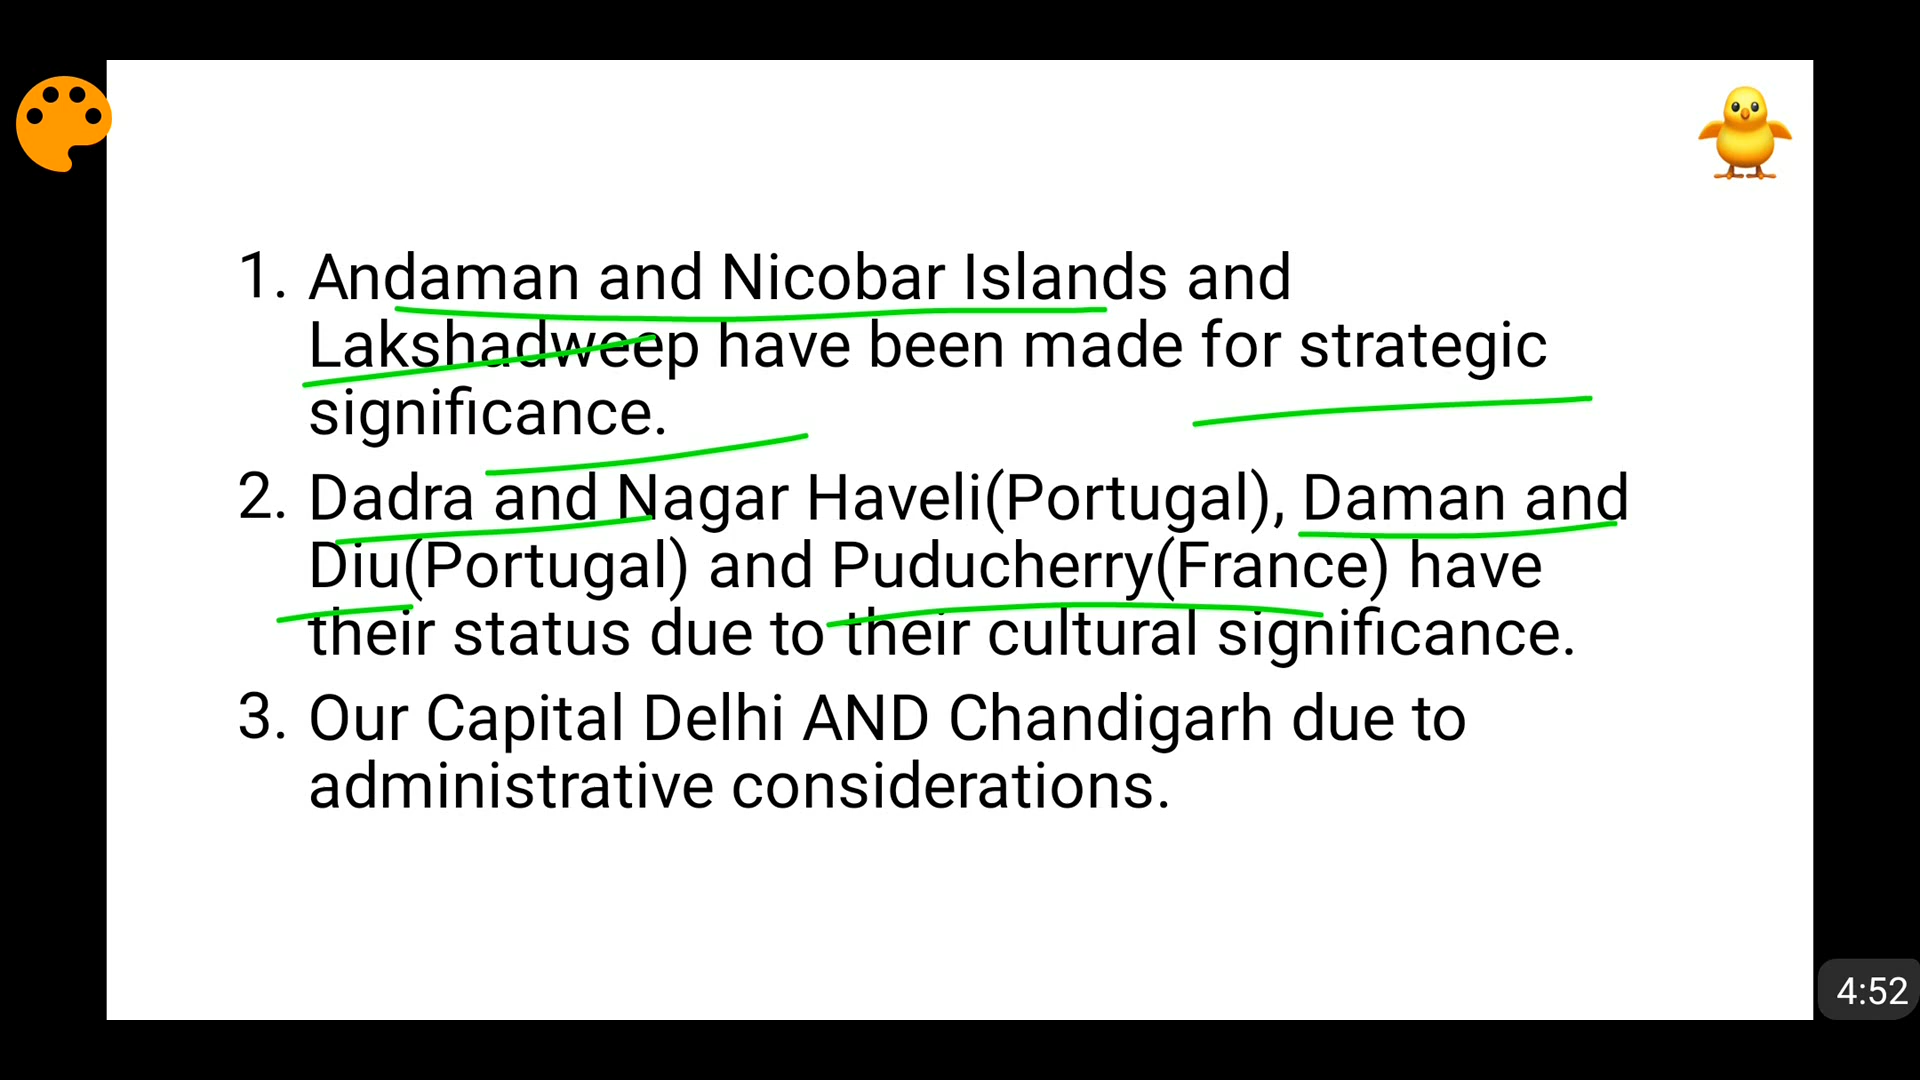 1. Andaman and Nicobar Islands and
Lakshadweep have been made for strategic
significance.
2. Dadra and Nagar Haveli(Portugal), Daman and
Diu(Portugal) and Puducherry(France) have
their status due to their cultural significance.
3. Our Capital Delhi AND Chandigarh due to
administrative considerations.
4:52